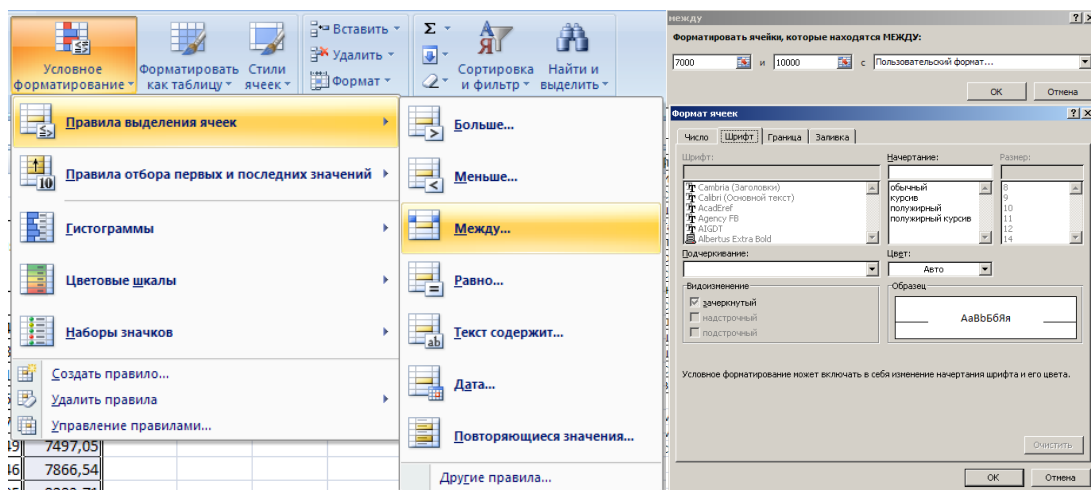 Условное форматирование
Форматировать как таблицу
Стили ячеек
Вставить
Удалить
Формат
Σ
Сортировка и фильтр
Найти и выделить
Правила выделения ячеек
Правила отбора первых и последних значений
Гистограммы
Цветовые шкалы
Наборы значков
Создать правило...
Удалить правила
Управление правилами...
Больше...
Меньше...
Между...
Равно...
Текст содержит...
Дата...
Повторяющиеся значения...
Другие правила...
49 7497,05
46 7866,54
между
Форматировать ячейки, которые находятся МЕЖДУ:
7000 и 10000 с Пользовательский формат...
ОК Отмена
Формат ячеек
Число Шрифт Граница Заливка
Шрифт: Начертание: Размер:
Cambria (Заголовки) обычный 8
Calibri (Основной текст) курсив 9
AcadEref полужирный 10
Agency FB полужирный курсив 11
AIGDT 12
Albertus Extra Bold 14
Подчеркивание: Цвет:
Авто
Видоизменение Образец
зачеркнутый
надстрочный
подстрочный
АаВbБбЯя
Условное форматирование может включать в себя изменение начертания шрифта и его цвета.
Очистить
ОК Отмена